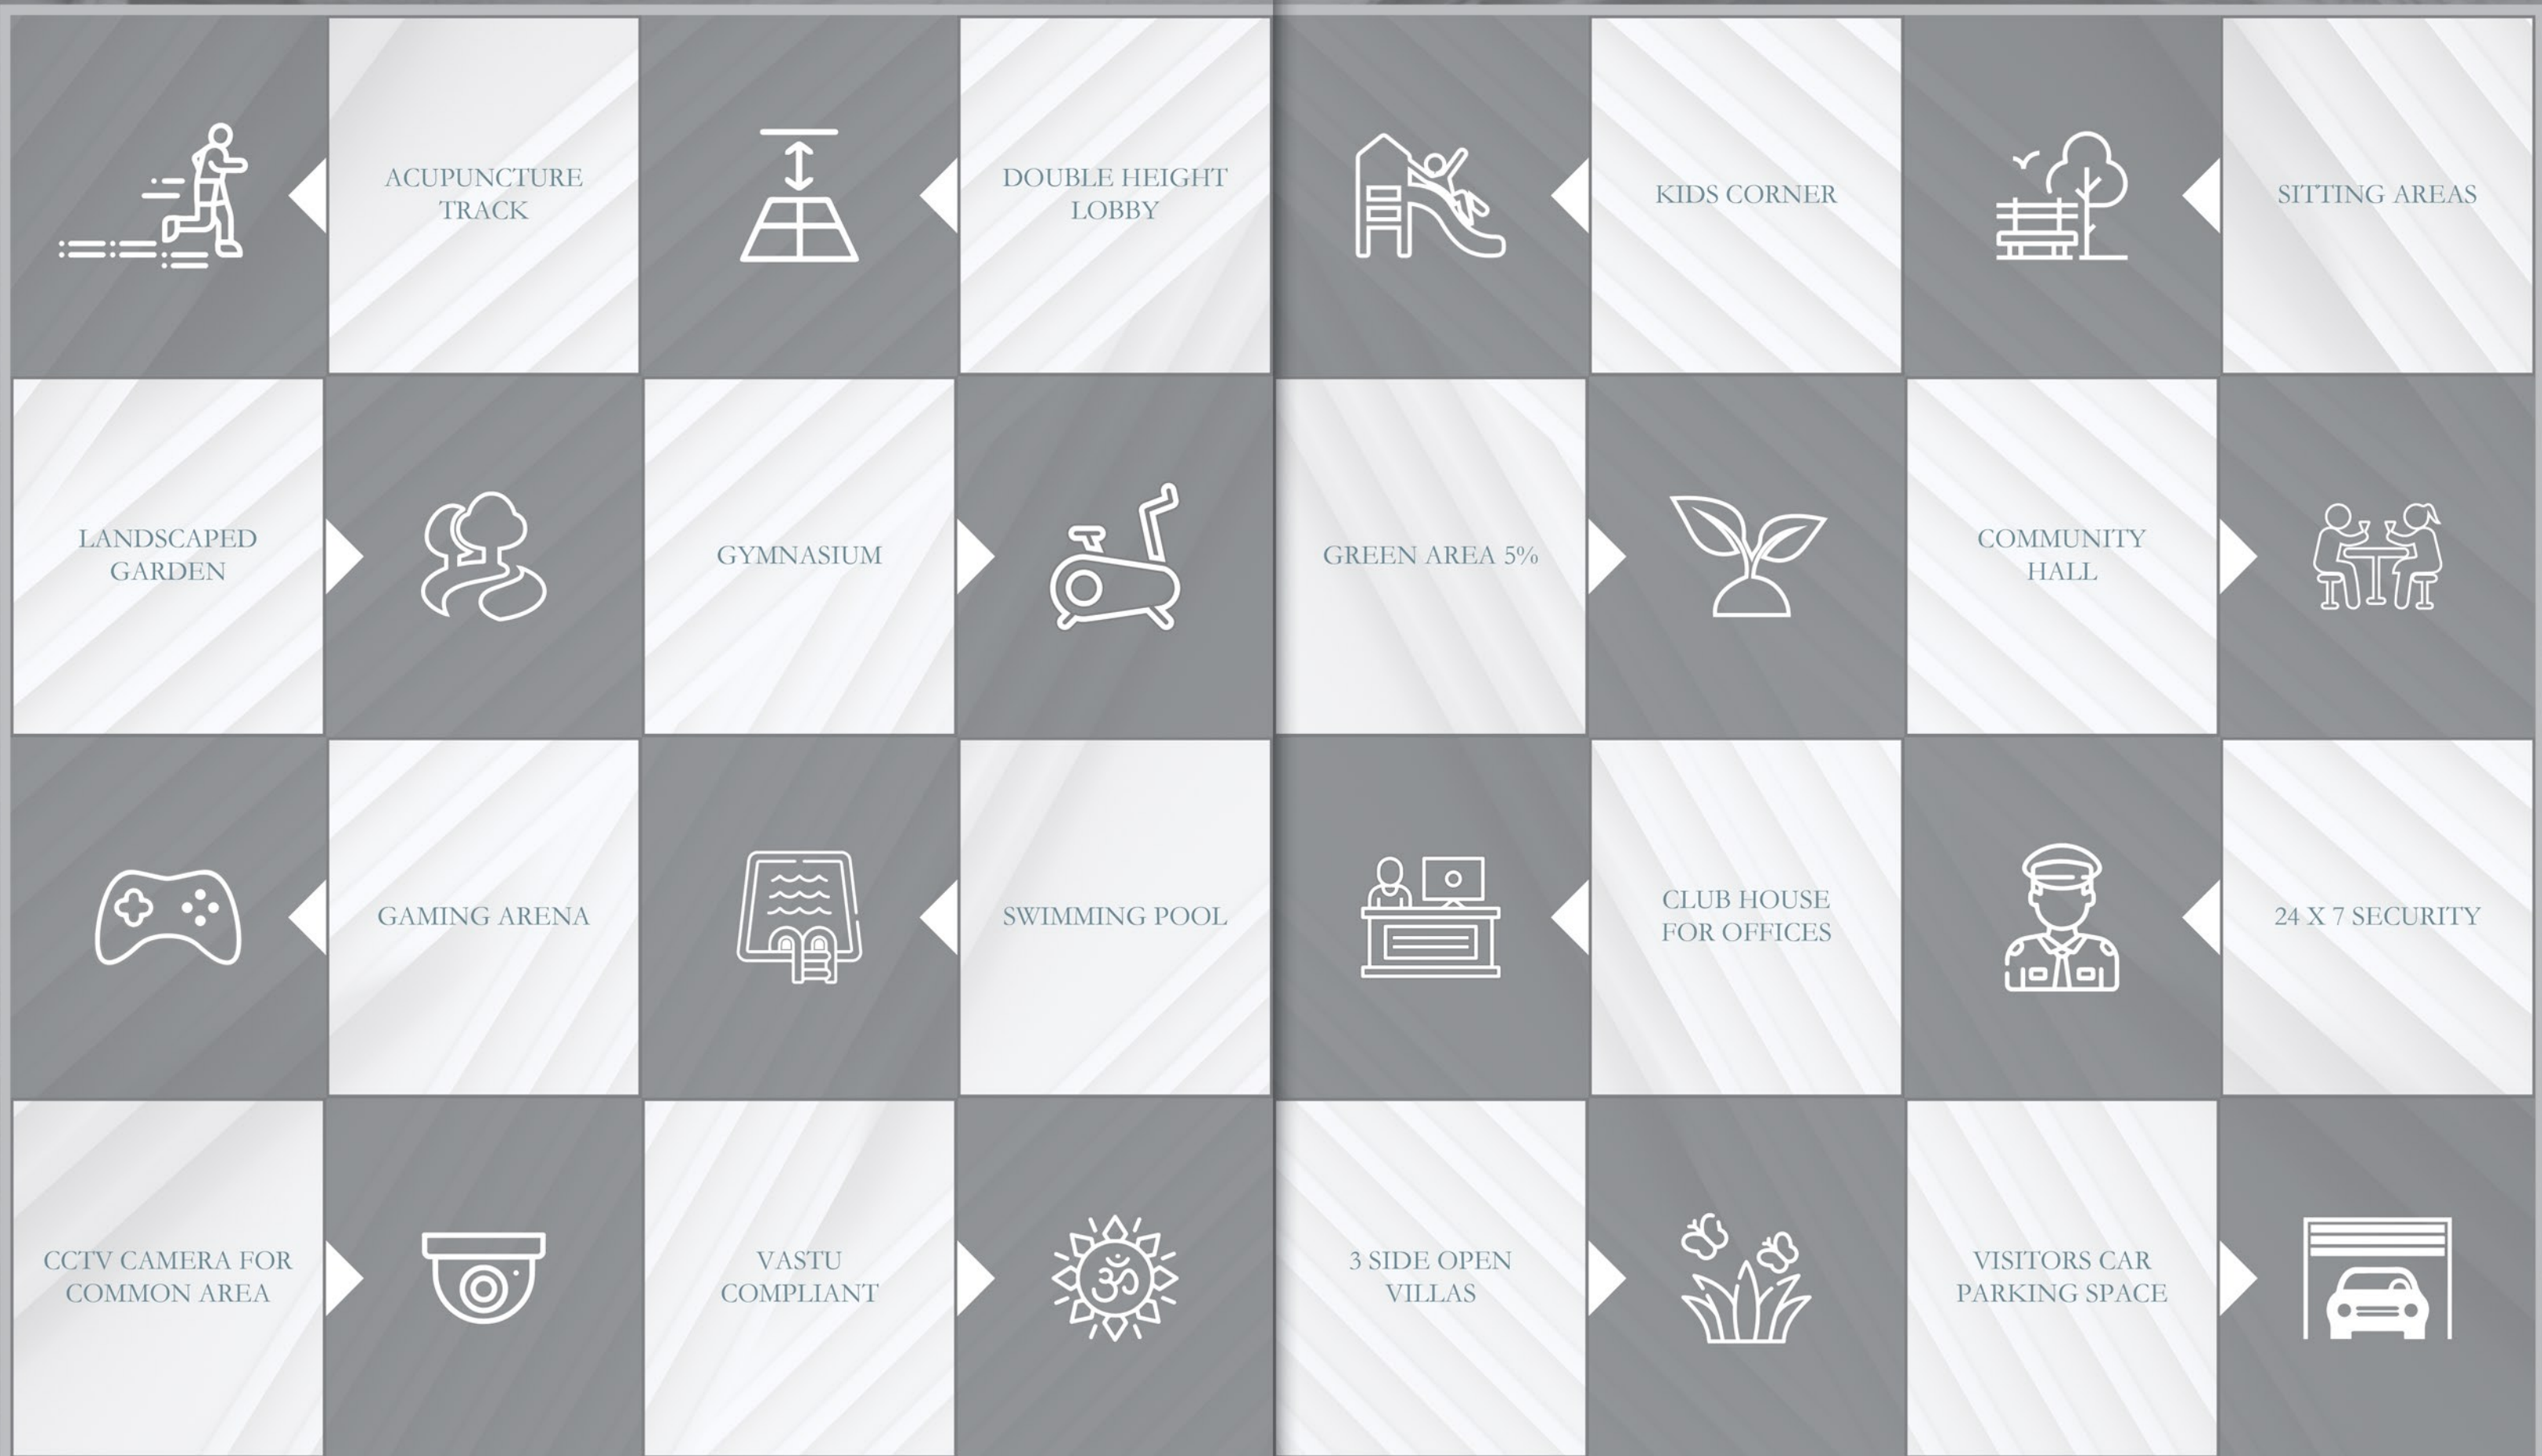 ACUPUNCTURE
TRACK
DOUBLE HEIGHT
LOBBY
KIDS CORNER
SITTING AREAS
LANDSCAPED
GARDEN
GYMNASIUM
GREEN AREA 5%
COMMUNITY
HALL
GAMING ARENA
SWIMMING POOL
CLUB HOUSE
FOR OFFICES
24 X 7 SECURITY
CCTV CAMERA FOR
COMMON AREA
VASTU
COMPLIANT
ॐ
3 SIDE OPEN
VILLAS
VISITORS CAR
PARKING SPACE